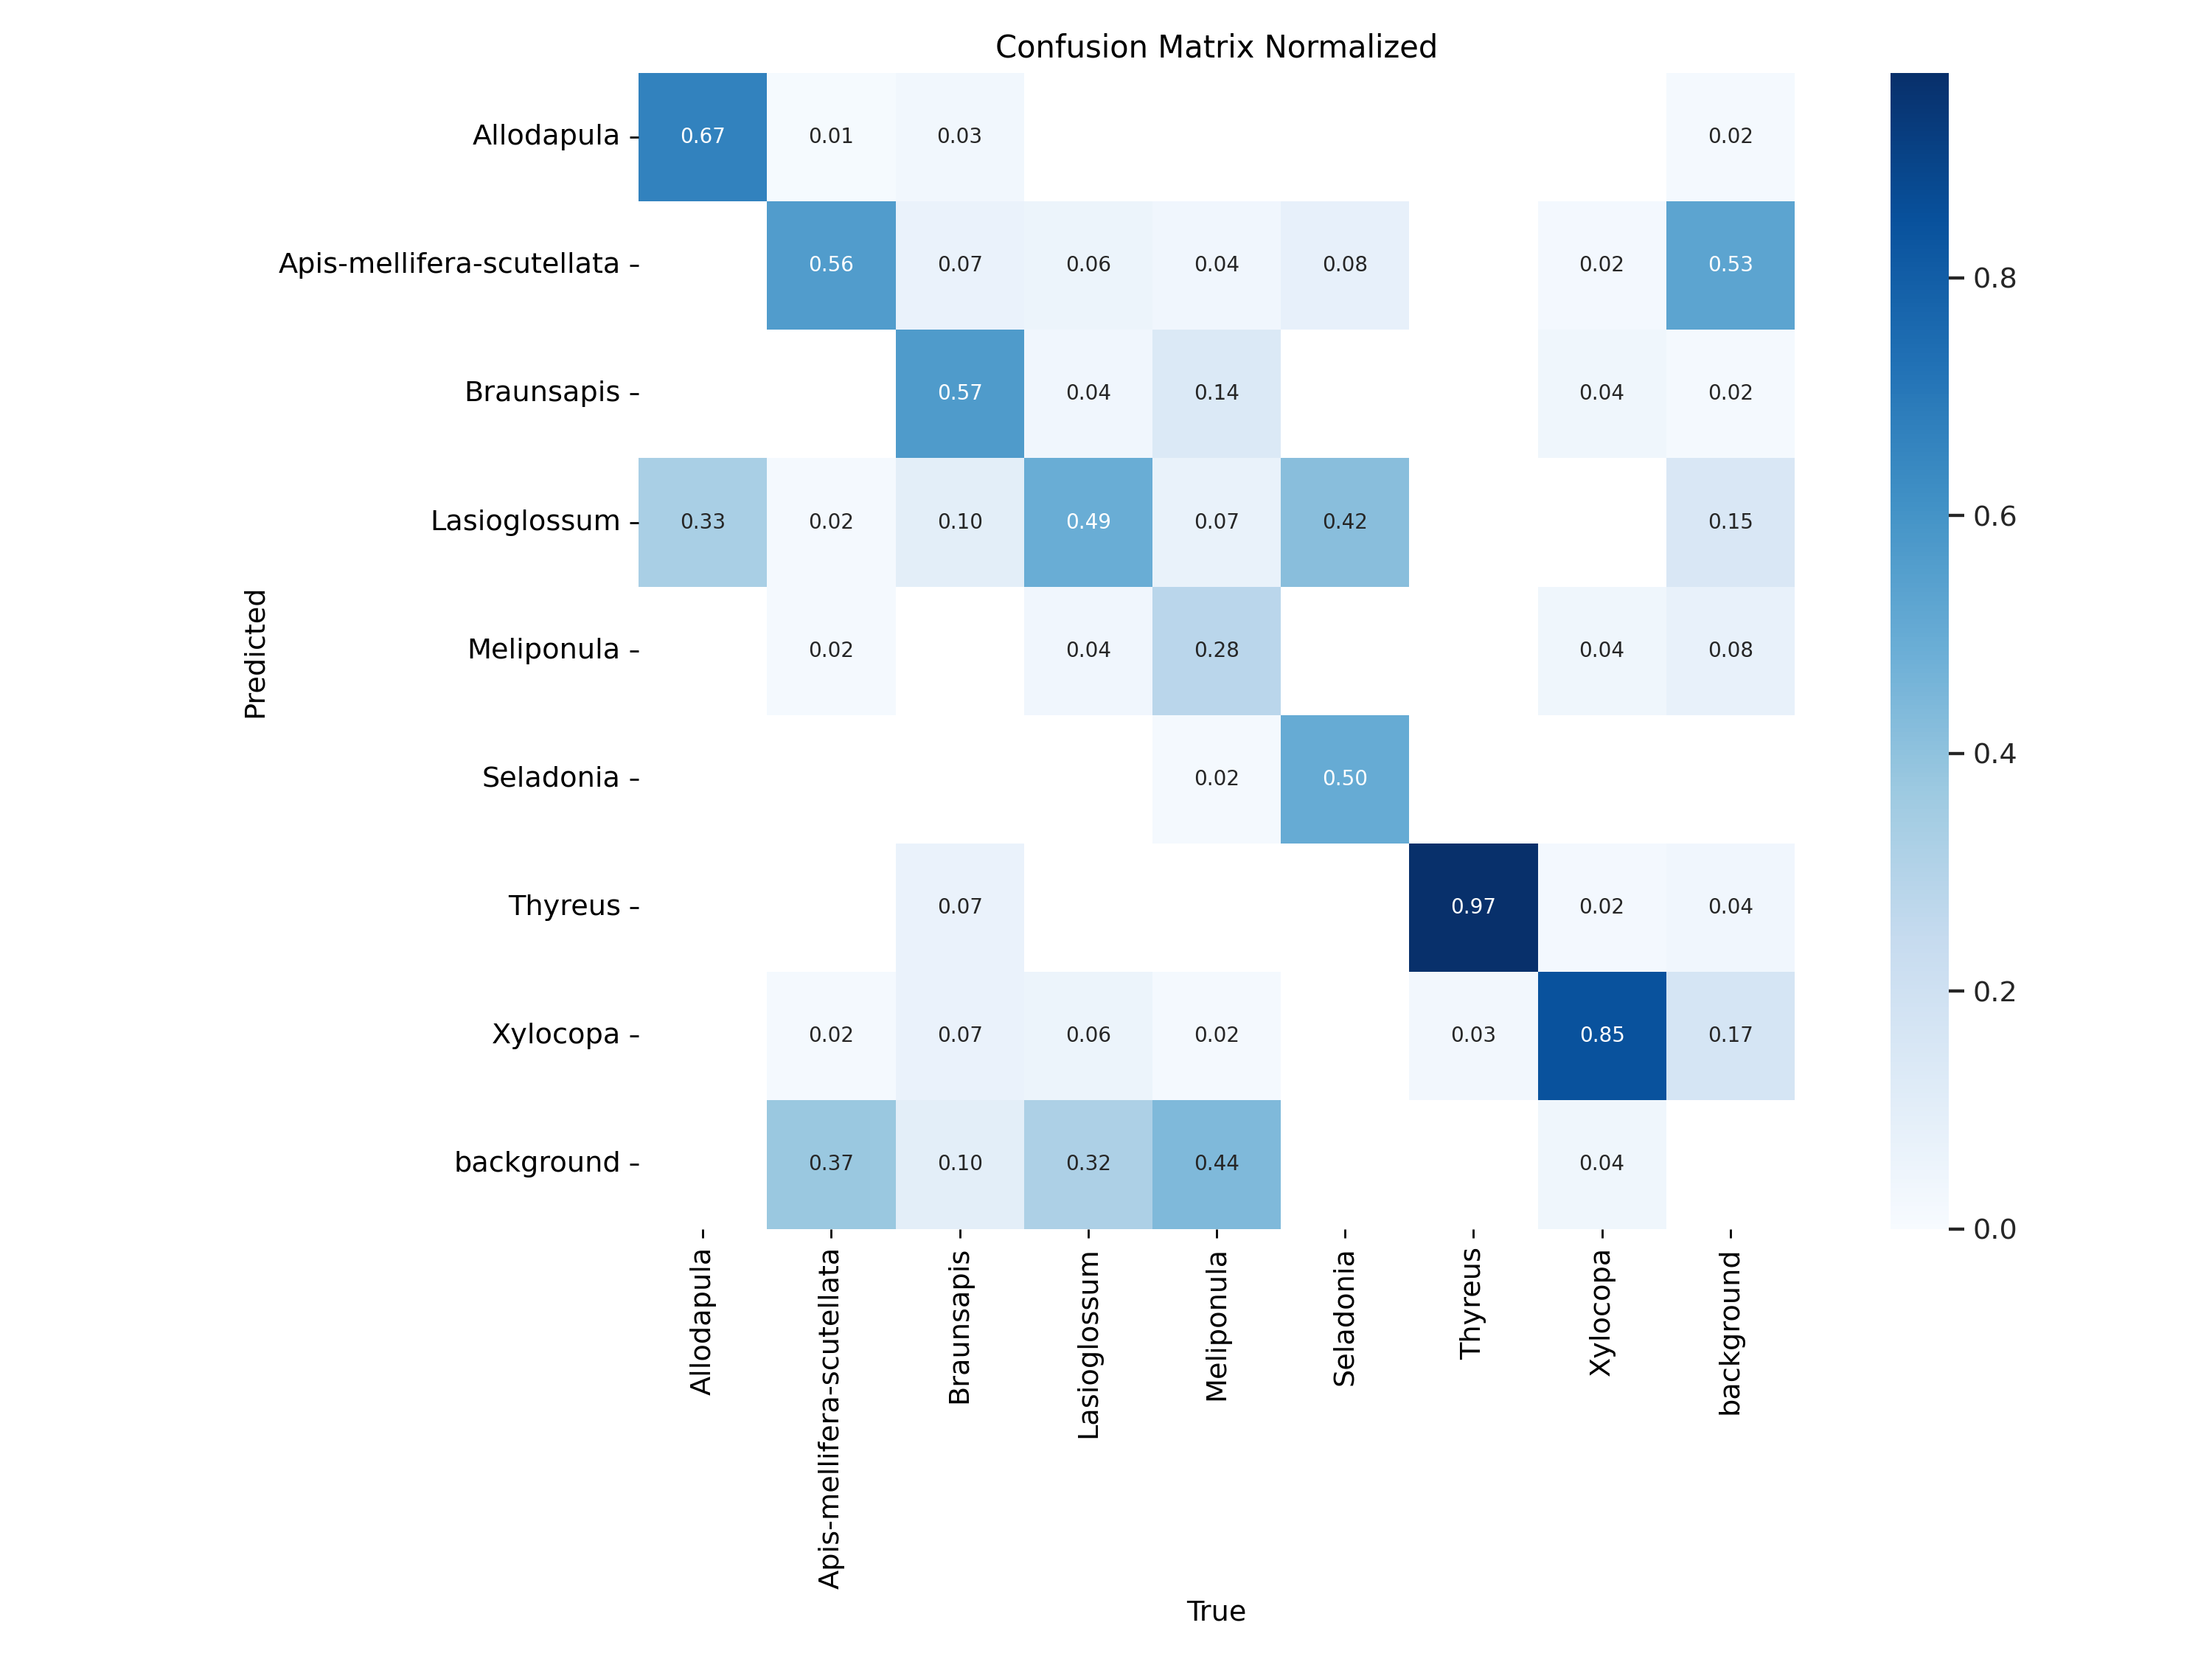 Confusion Matrix Normalized
Allodapula
0.67 0.01 0.03 0.02
Apis-mellifera-scutellata
0.56 0.07 0.06 0.04 0.08 0.02 0.53
Braunsapis
0.57 0.04 0.14 0.04 0.02
Lasioglossum
0.33 0.02 0.10 0.49 0.07 0.42 0.15
Meliponula
0.02 0.04 0.28 0.04 0.08
Seladonia
0.02 0.50
Thyreus
0.07 0.97 0.02 0.04
Xylocopa
0.02 0.07 0.06 0.02 0.03 0.85 0.17
background
0.37 0.10 0.32 0.44 0.04
Predicted
Allodapula
Apis-mellifera-scutellata
Braunsapis
Lasioglossum
Meliponula
Seladonia
Thyreus
Xylocopa
background
True
0.8
0.6
0.4
0.2
0.0